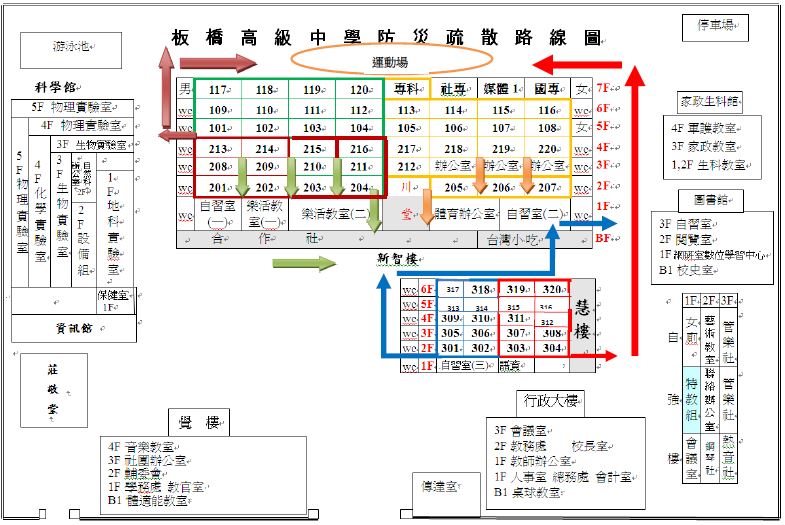 板橋高級中學防災疏散路線圖
停車場
游泳池
運動場
科學館
男 117 118 119 120 專科 社專 媒體1 國專 女 7F
wc 109 110 111 112 113 114 115 116 wc 6F
wc 101 102 103 104 105 106 107 108 女 5F
wc 213 214 215 216 217 218 219 220 wc 4F
wc 208 209 210 211 212 辦公室 辦公室 辦公室 wc 3F
wc 201 202 203 204 川 205 206 207 wc 2F
wc 自習室(一) 樂活教室(一) 樂活教室(二) 堂 體育辦公室 自習室(二) wc 1F
合作社 台灣小吃 BF
新智樓
5F 物理實驗室
4F 物理實驗室
3F 生物實驗室
5F物理實驗室
4F化學實驗室
3F生物實驗室
2F設備組
1F地科實驗室
保健室
1F
資訊館
莊敬堂
家政生科館
4F 軍護教室
3F 家政教室
1,2F 生科教室
圖書館
3F 自習室
2F 閱覽室
1F 網研室數位學習中心
B1 校史室
wc 6F 317 318 319 320
wc 5F 313 314 315 316
wc 4F 309 310 311 312
wc 3F 305 306 307 308
wc 2F 301 302 303 304
wc 1F 自習室(三)
慧樓
自強樓
1F 2F 3F
女廁 藝術教室 管樂社
特教組 聯絡辦公室 管樂社
會議室 鋼琴社 熱音社
覺 樓
4F 音樂教室
3F 社團辦公室
2F 輔委會
1F 學務處 教官室
B1 體適能教室
行政大樓
3F 會議室
2F 教務處 校長室
1F 教師辦公室
1F 人事室 總務處 會計室
B1 桌球教室
傳達室